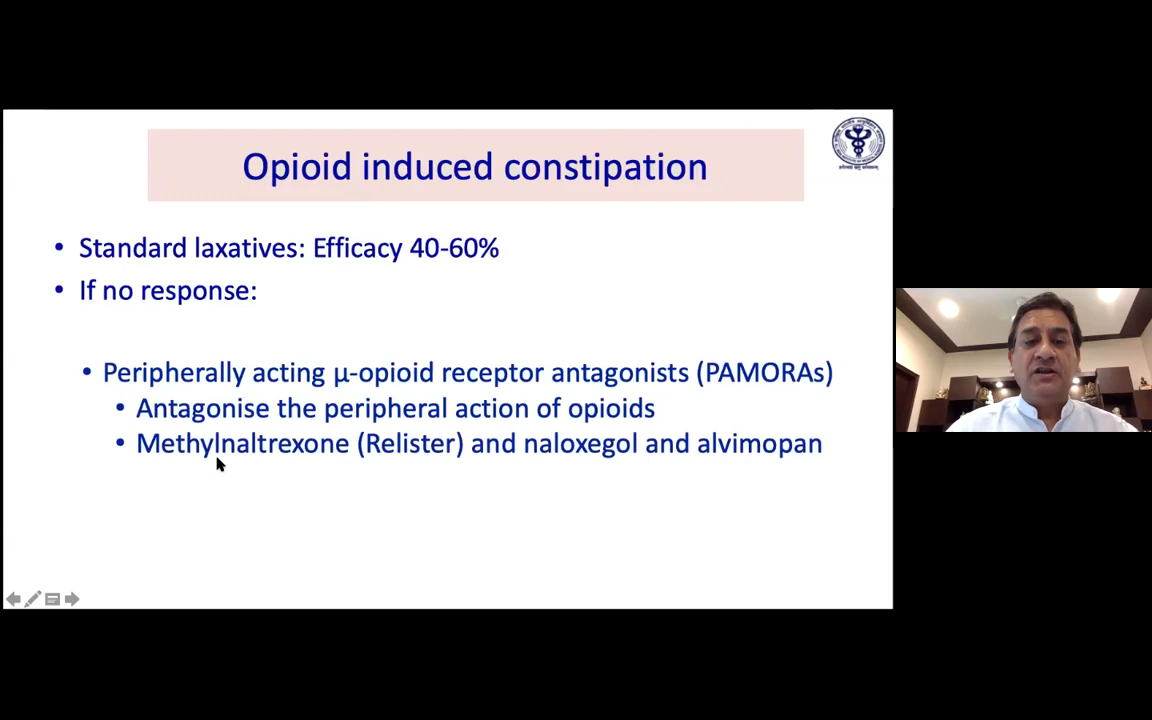 Opioid induced constipation
• Standard laxatives: Efficacy 40-60%
• If no response:
• Peripherally acting µ-opioid receptor antagonists (PAMORAs)
• Antagonise the peripheral action of opioids
• Methylnaltrexone (Relister) and naloxegol and alvimopan